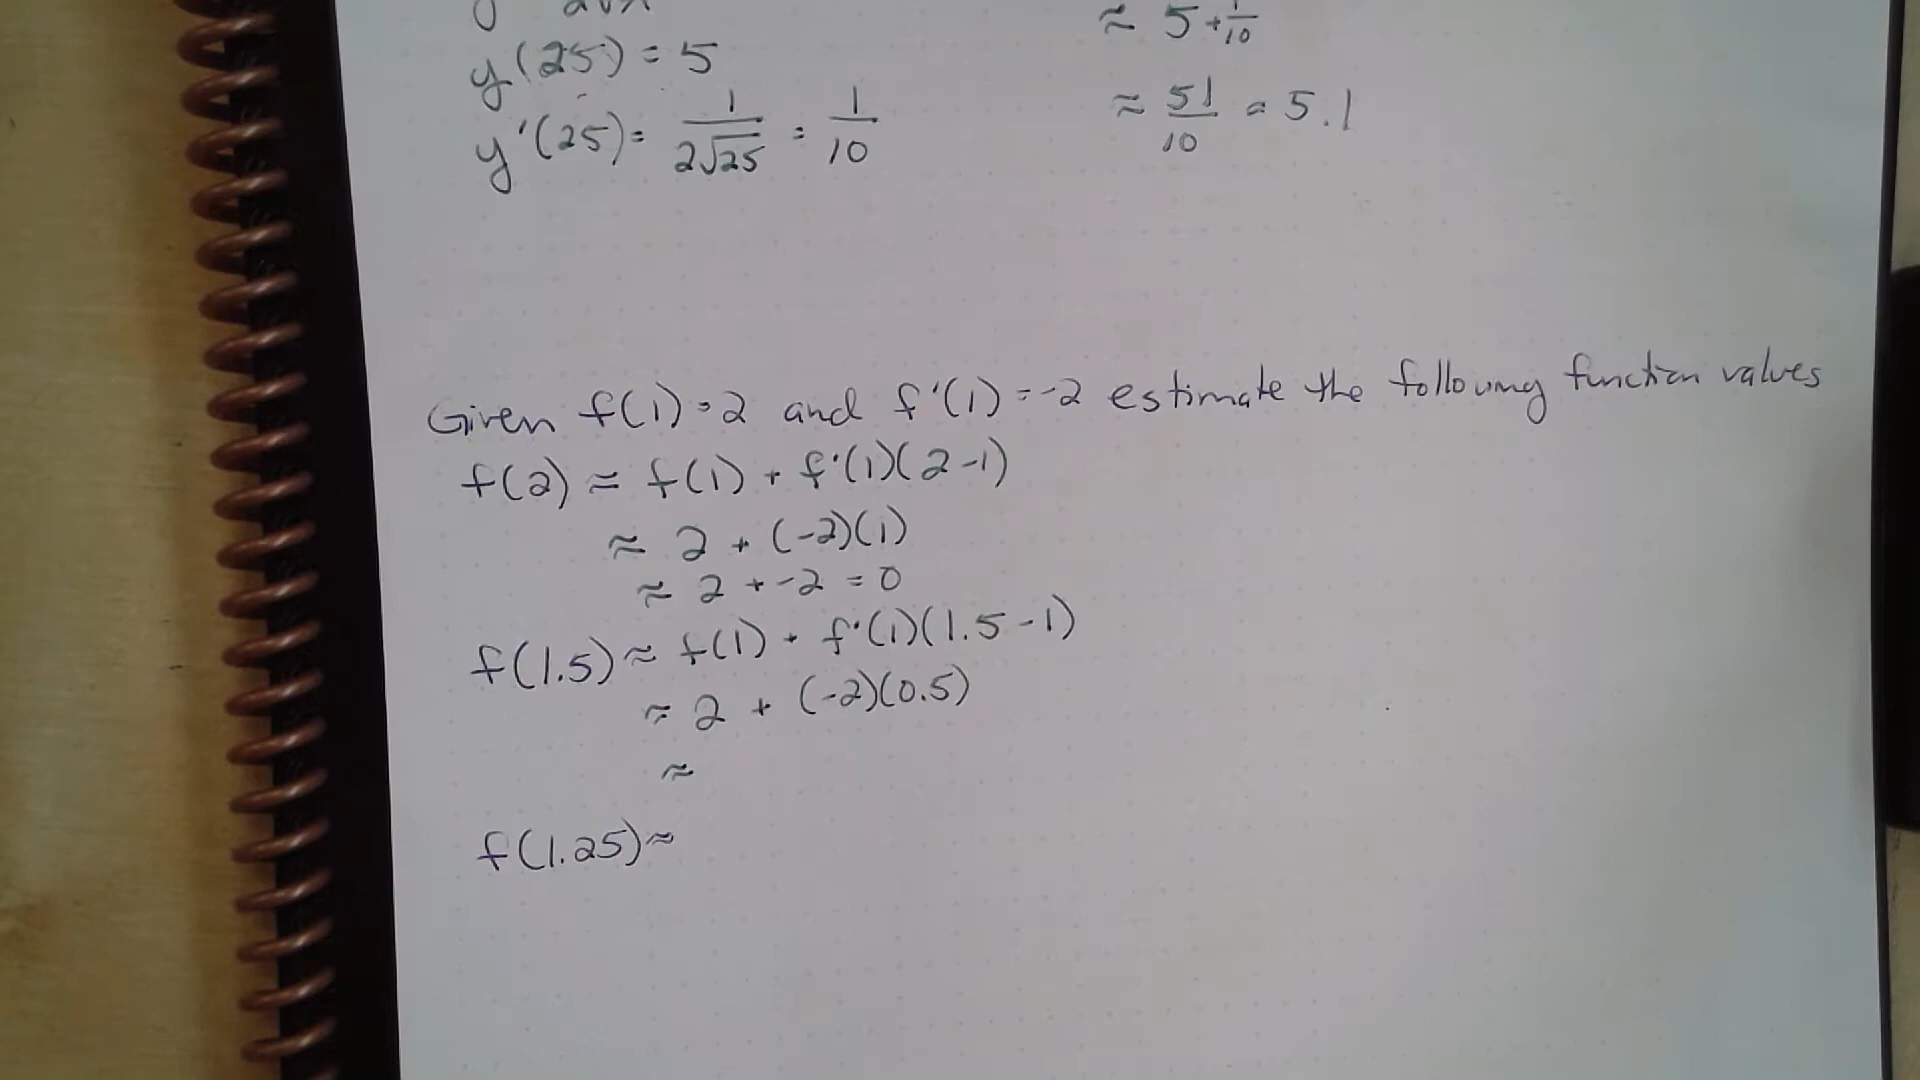 y(25) = 5
y'(25) = 1/(2√25) = 1/10
≈ 5 + 1/10
≈ 51/10 = 5.1
Given f(1) = 2 and f'(1) = -2 estimate the following function values
f(2) ≈ f(1) + f'(1)(2-1)
≈ 2 + (-2)(1)
≈ 2 + -2 = 0
f(1.5) ≈ f(1) + f'(1)(1.5-1)
≈ 2 + (-2)(0.5)
≈
f(1.25) ≈